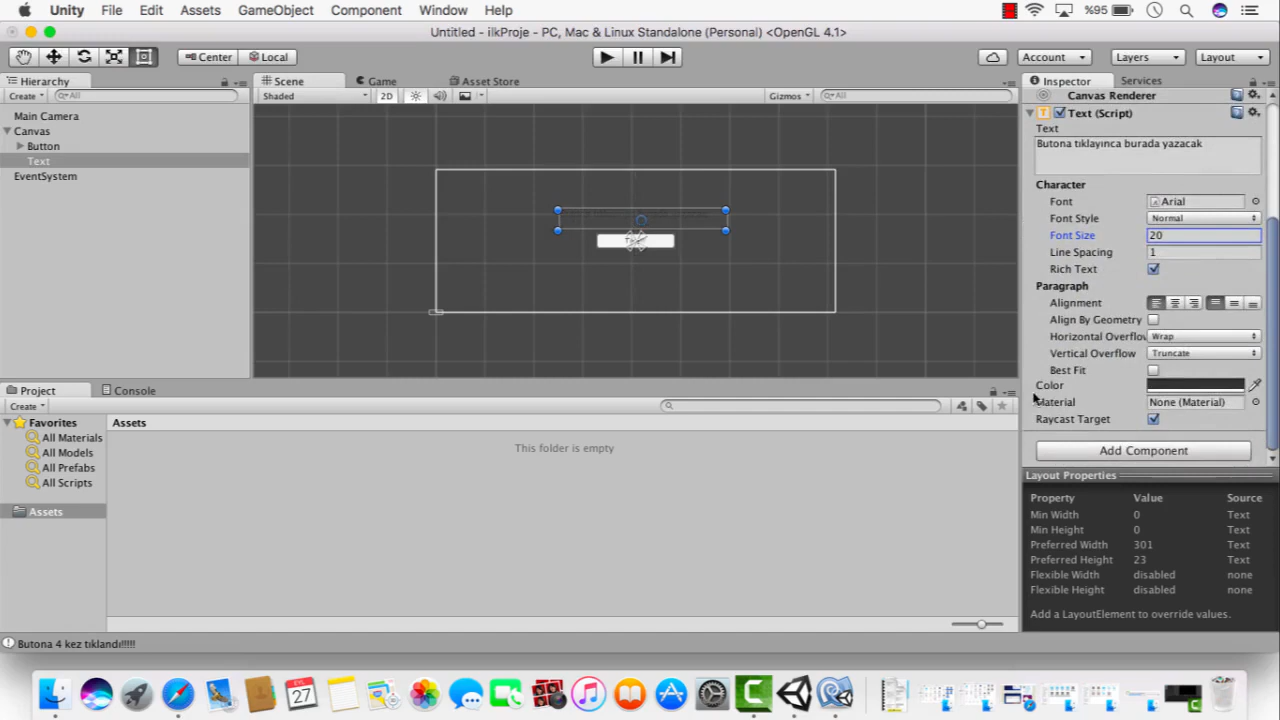 Unity File Edit Assets GameObject Component Window Help %95
Untitled - ilkProje - PC, Mac & Linux Standalone (Personal) <OpenGL 4.1>
Center Local Account Layers Layout
Hierarchy Scene Game Asset Store Inspector Services
Create All Shaded 2D Gizmos All Canvas Renderer
Main Camera
Canvas
Button
Text
EventSystem
Text (Script)
Text
Butona tıklayınca burada yazacak
Character
Font Arial
Font Style Normal
Font Size 20
Line Spacing 1
Rich Text
Paragraph
Alignment
Align By Geometry
Horizontal Overflow Wrap
Vertical Overflow Truncate
Best Fit
Color
Material None (Material)
Raycast Target
Add Component
Layout Properties
Property Value Source
Min Width 0 Text
Min Height 0 Text
Preferred Width 301 Text
Preferred Height 23 Text
Flexible Width disabled none
Flexible Height disabled none
Add a LayoutElement to override values.
Project Console
Create
Favorites Assets
All Materials This folder is empty
All Models
All Prefabs
All Scripts
Assets
Butona 4 kez tıklandı!!!!!
EYL
27